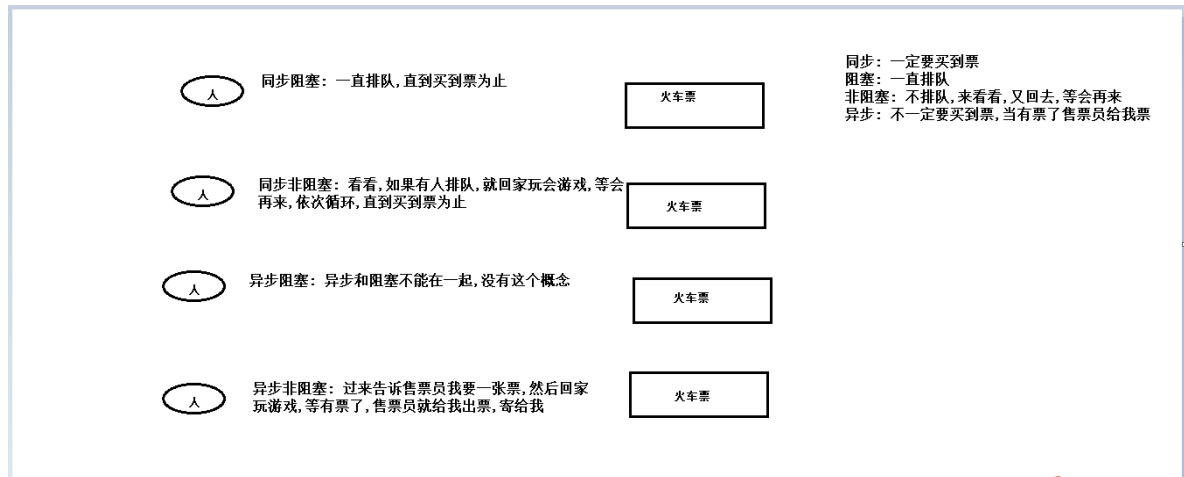 同步: 一定要买到票
阻塞: 一直排队
非阻塞: 不排队,来看看,又回去,等会再来
异步: 不一定要买到票,当有票了售票员给我票
人
同步阻塞: 一直排队,直到买到票为止
火车票
人
同步非阻塞: 看看,如果有人排队,就回家玩会游戏,等会
再来,依次循环,直到买到票为止
火车票
人
异步阻塞: 异步和阻塞不能在一起,没有这个概念
火车票
人
异步非阻塞: 过来告诉售票员我要一张票,然后回家
玩游戏,等有票了,售票员就给我出票,寄给我
火车票